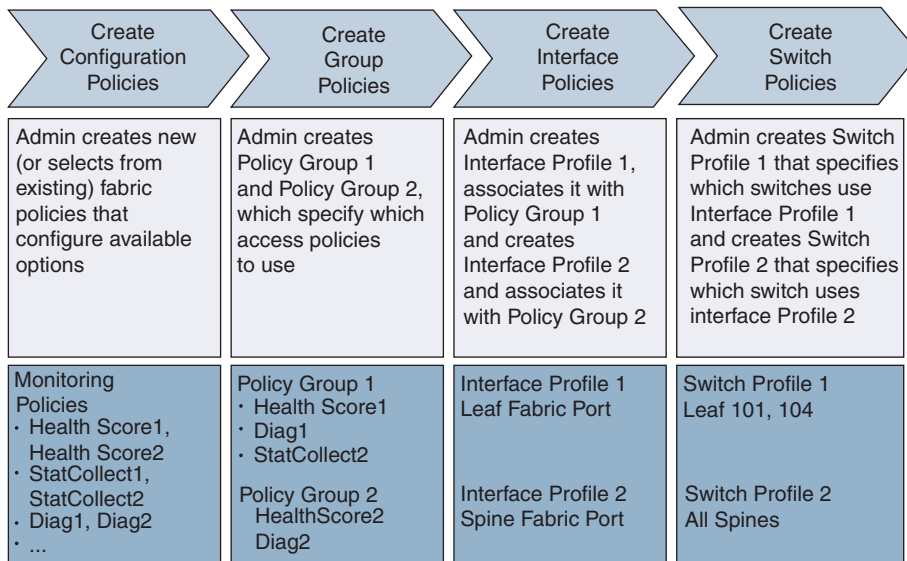 Create
Configuration
Policies
Create
Group
Policies
Create
Interface
Policies
Create
Switch
Policies
Admin creates new
(or selects from
existing) fabric
policies that
configure available
options
Admin creates
Policy Group 1
and Policy Group 2,
which specify which
access policies
to use
Admin creates
Interface Profile 1,
associates it with
Policy Group 1
and creates
Interface Profile 2
and associates it
with Policy Group 2
Admin creates Switch
Profile 1 that specifies
which switches use
Interface Profile 1
and creates Switch
Profile 2 that specifies
which switch uses
interface Profile 2
Monitoring
Policies
· Health Score1,
Health Score2
· StatCollect1,
StatCollect2
· Diag1, Diag2
· ...
Policy Group 1
· Health Score1
· Diag1
· StatCollect2
Policy Group 2
HealthScore2
Diag2
Interface Profile 1
Leaf Fabric Port
Interface Profile 2
Spine Fabric Port
Switch Profile 1
Leaf 101, 104
Switch Profile 2
All Spines